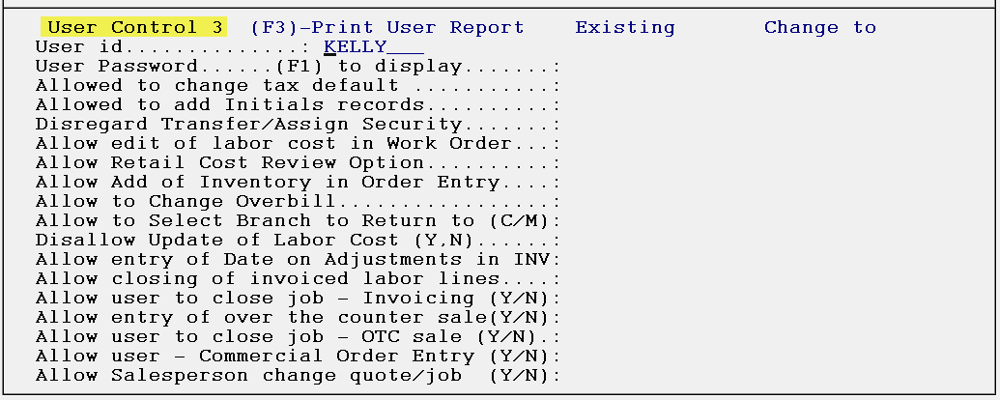 User Control 3 (F3)-Print User Report Existing Change to
User id...............: KELLY___
User Password......(F1) to display.......:
Allowed to change tax default ...........:
Allowed to add Initials records..........:
Disregard Transfer/Assign Security.......:
Allow edit of labor cost in Work Order...:
Allow Retail Cost Review Option..........:
Allow Add of Inventory in Order Entry....:
Allow to Change Overbill.................:
Allow to Select Branch to Return to (C/M):
Disallow Update of Labor Cost (Y,N)......:
Allow entry of Date on Adjustments in INV:
Allow closing of invoiced labor lines....:
Allow user to close job - Invoicing (Y/N):
Allow entry of over the counter sale(Y/N):
Allow user to close job - OTC sale (Y/N).:
Allow user - Commercial Order Entry (Y/N):
Allow Salesperson change quote/job  (Y/N):